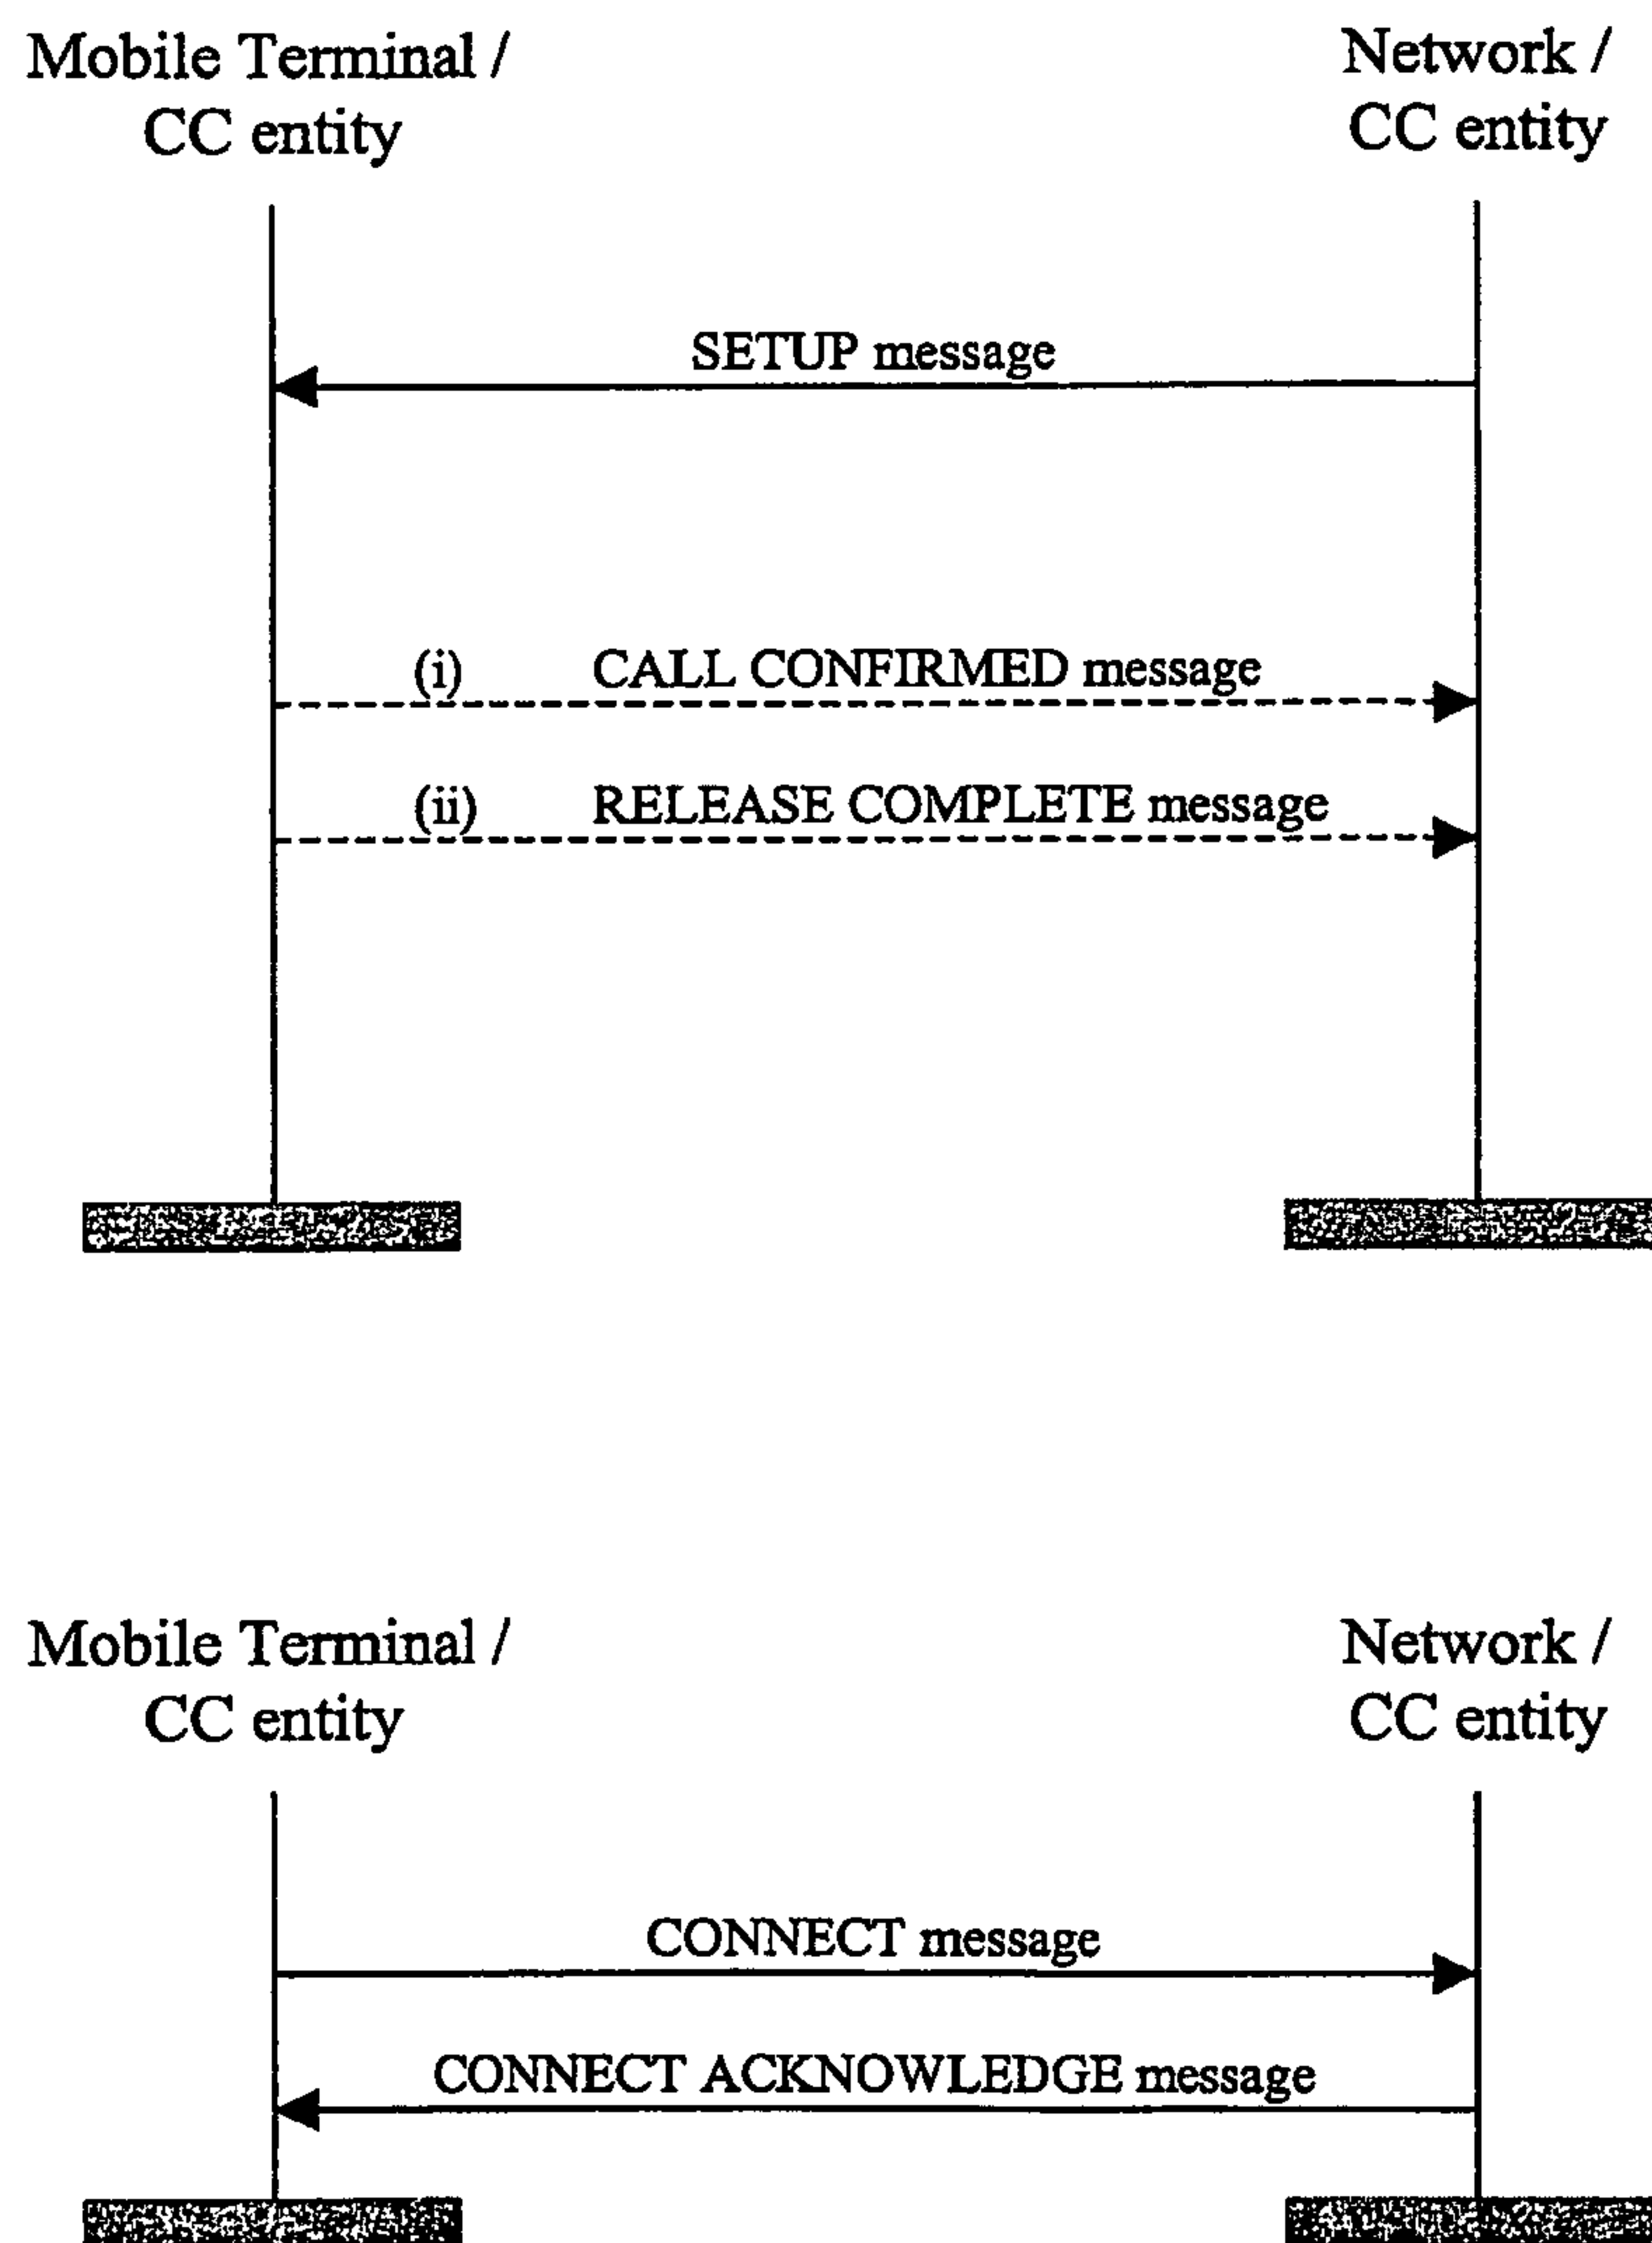 Mobile Terminal /
CC entity
Network /
CC entity
SETUP message
(i) CALL CONFIRMED message
(ii) RELEASE COMPLETE message
Mobile Terminal /
CC entity
Network /
CC entity
CONNECT message
CONNECT ACKNOWLEDGE message